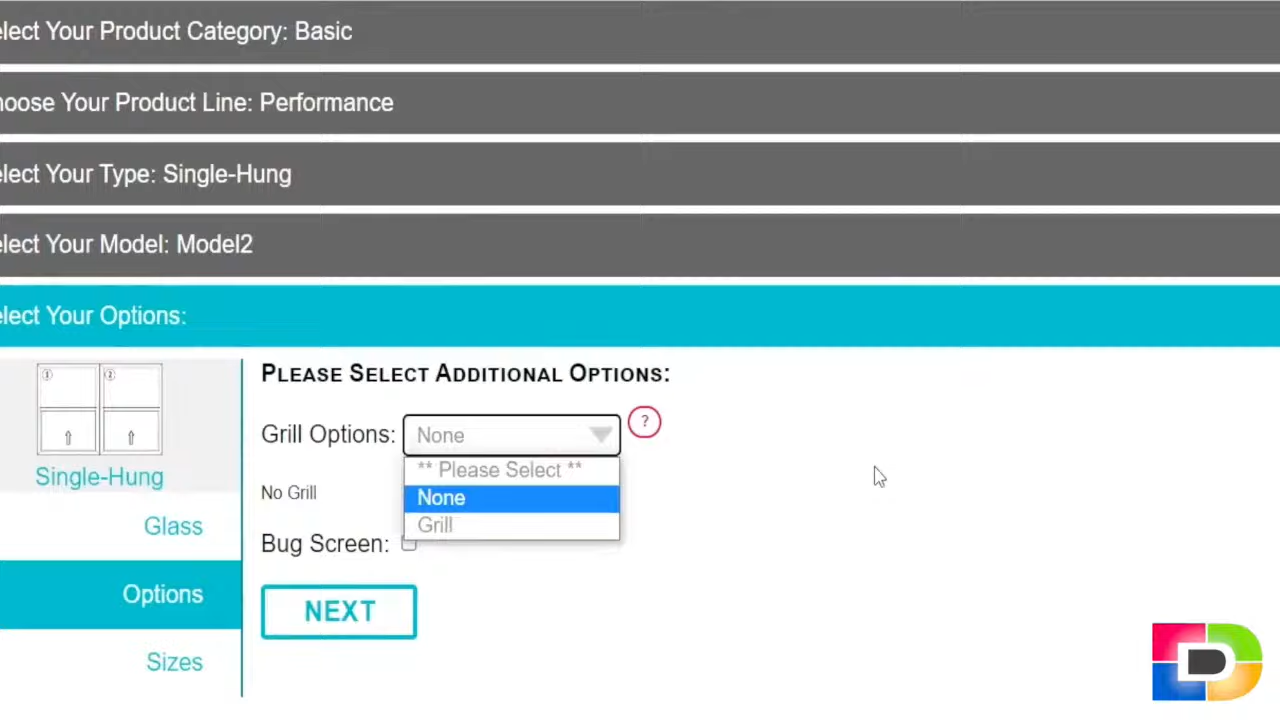 elect Your Product Category: Basic
hoose Your Product Line: Performance
elect Your Type: Single-Hung
elect Your Model: Model2
elect Your Options:
1 2
Single-Hung
Glass
Options
Sizes
PLEASE SELECT ADDITIONAL OPTIONS:
Grill Options: None ?
** Please Select **
None
Grill
No Grill
Bug Screen:
NEXT
D